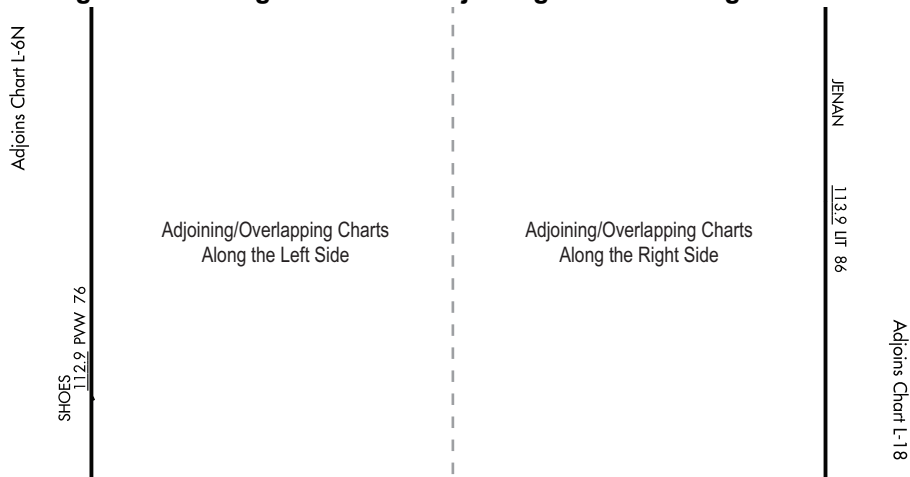 Adjoins Chart L-6N
SHOES
112.9 PVW 76
Adjoining/Overlapping Charts
Along the Left Side
Adjoining/Overlapping Charts
Along the Right Side
JENAN
113.9 LIT 86
Adjoins Chart L-18